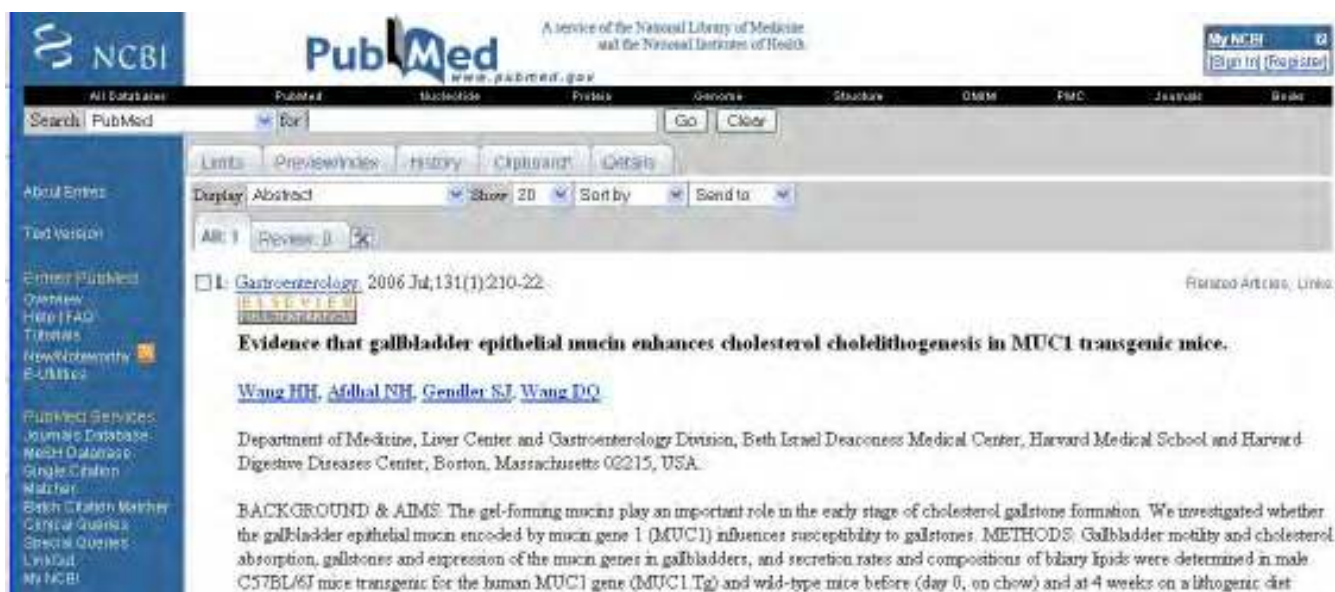 NCBI
PubMed
www.pubmed.gov
A service of the National Library of Medicine
and the National Institutes of Health
My NCBI
[Sign In] [Register]
All Databases PubMed Nucleotide Protein Genome Structure OMIM PMC Journals Books
Search PubMed for Go Clear
Limits Preview/Index History Clipboard Details
Display Abstract Show 20 Sort by Send to
All: 1 Review: 0
About Entrez
Text Version
Entrez PubMed
Overview
Help | FAQ
Tutorials
New/Noteworthy
E-Utilities
PubMed Services
Journals Database
MeSH Database
Single Citation
Matcher
Batch Citation Matcher
Clinical Queries
Special Queries
LinkOut
My NCBI
1: Gastroenterology. 2006 Jul;131(1):210-22. Related Articles, Links
ELSEVIER
FULL-TEXT ARTICLE
Evidence that gallbladder epithelial mucin enhances cholesterol cholelithogenesis in MUC1 transgenic mice.
Wang HH, Afdhal NH, Gendler SJ, Wang DQ.
Department of Medicine, Liver Center and Gastroenterology Division, Beth Israel Deaconess Medical Center, Harvard Medical School and Harvard
Digestive Diseases Center, Boston, Massachusetts 02215, USA.
BACKGROUND & AIMS: The gel-forming mucins play an important role in the early stage of cholesterol gallstone formation. We investigated whether
the gallbladder epithelial mucin encoded by mucin gene 1 (MUC1) influences susceptibility to gallstones. METHODS: Gallbladder motility and cholesterol
absorption, gallstones and expression of the mucin genes in gallbladders, and secretion rates and compositions of biliary lipids were determined in male
C57BL/6J mice transgenic for the human MUC1 gene (MUC1.Tg) and wild-type mice before (day 0, on chow) and at 4 weeks on a lithogenic diet